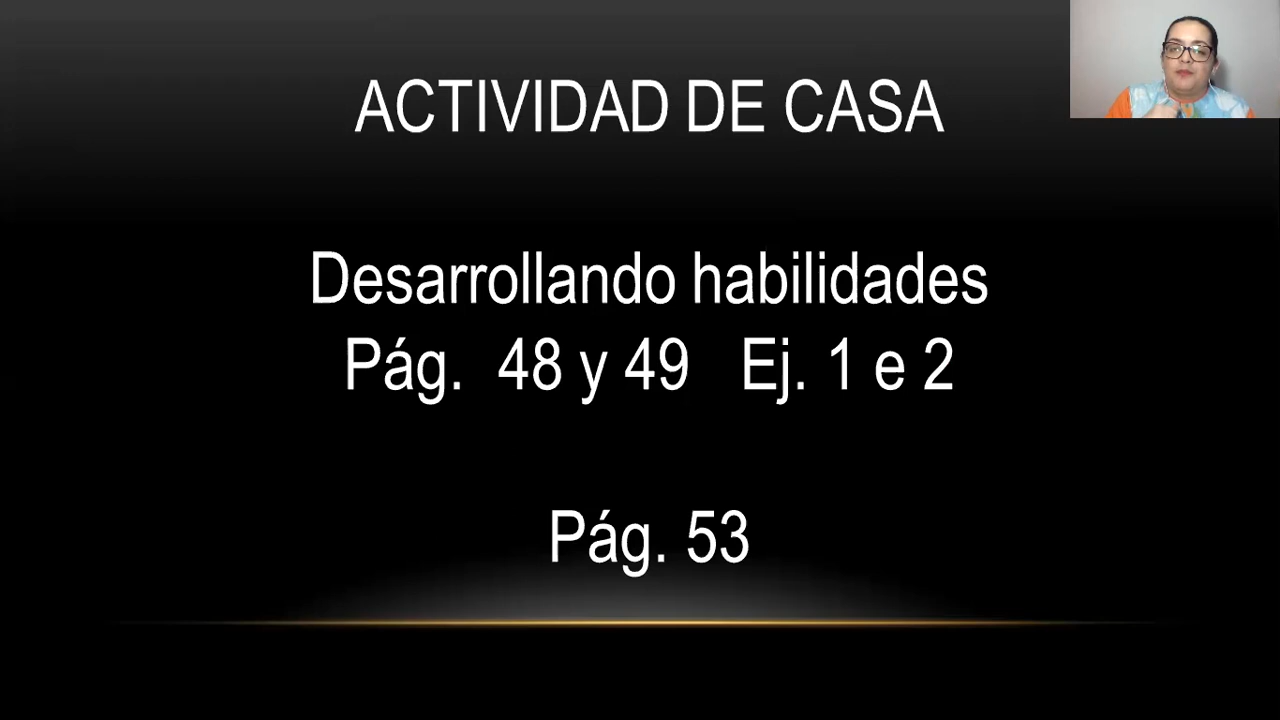 ACTIVIDAD DE CASA
Desarrollando habilidades
Pág. 48 y 49 Ej. 1 e 2
Pág. 53